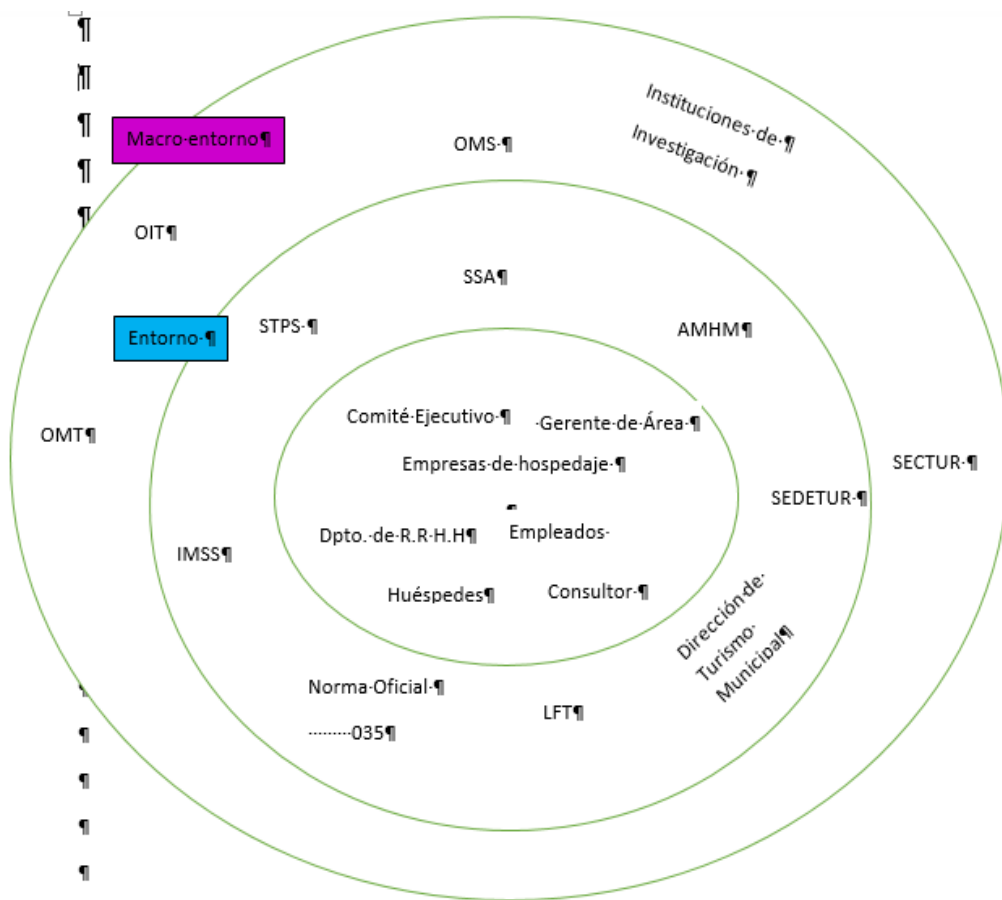 Instituciones de
Investigación
Macro entorno
OMS
OIT
SSA
STPS
AMHM
Entorno
Comité Ejecutivo
Gerente de Área
OMT
Empresas de hospedaje
SECTUR
SEDETUR
Dpto. de R.R H.H
Empleados
IMSS
Huéspedes
Consultor
Dirección de
Turismo
Municipal
Norma Oficial
035
LFT